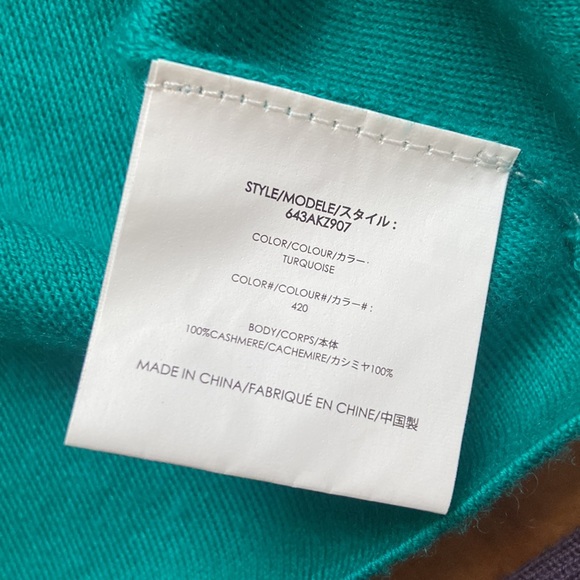 STYLE/MODELE/スタイル:
643AKZ907
COLOR/COLOUR/カラー:
TURQUOISE
COLOR#/COLOUR#/カラー#:
420
BODY/CORPS/本体
100%CASHMERE/CACHEMIRE/カシミヤ100%
MADE IN CHINA/FABRIQUÉ EN CHINE/中国製